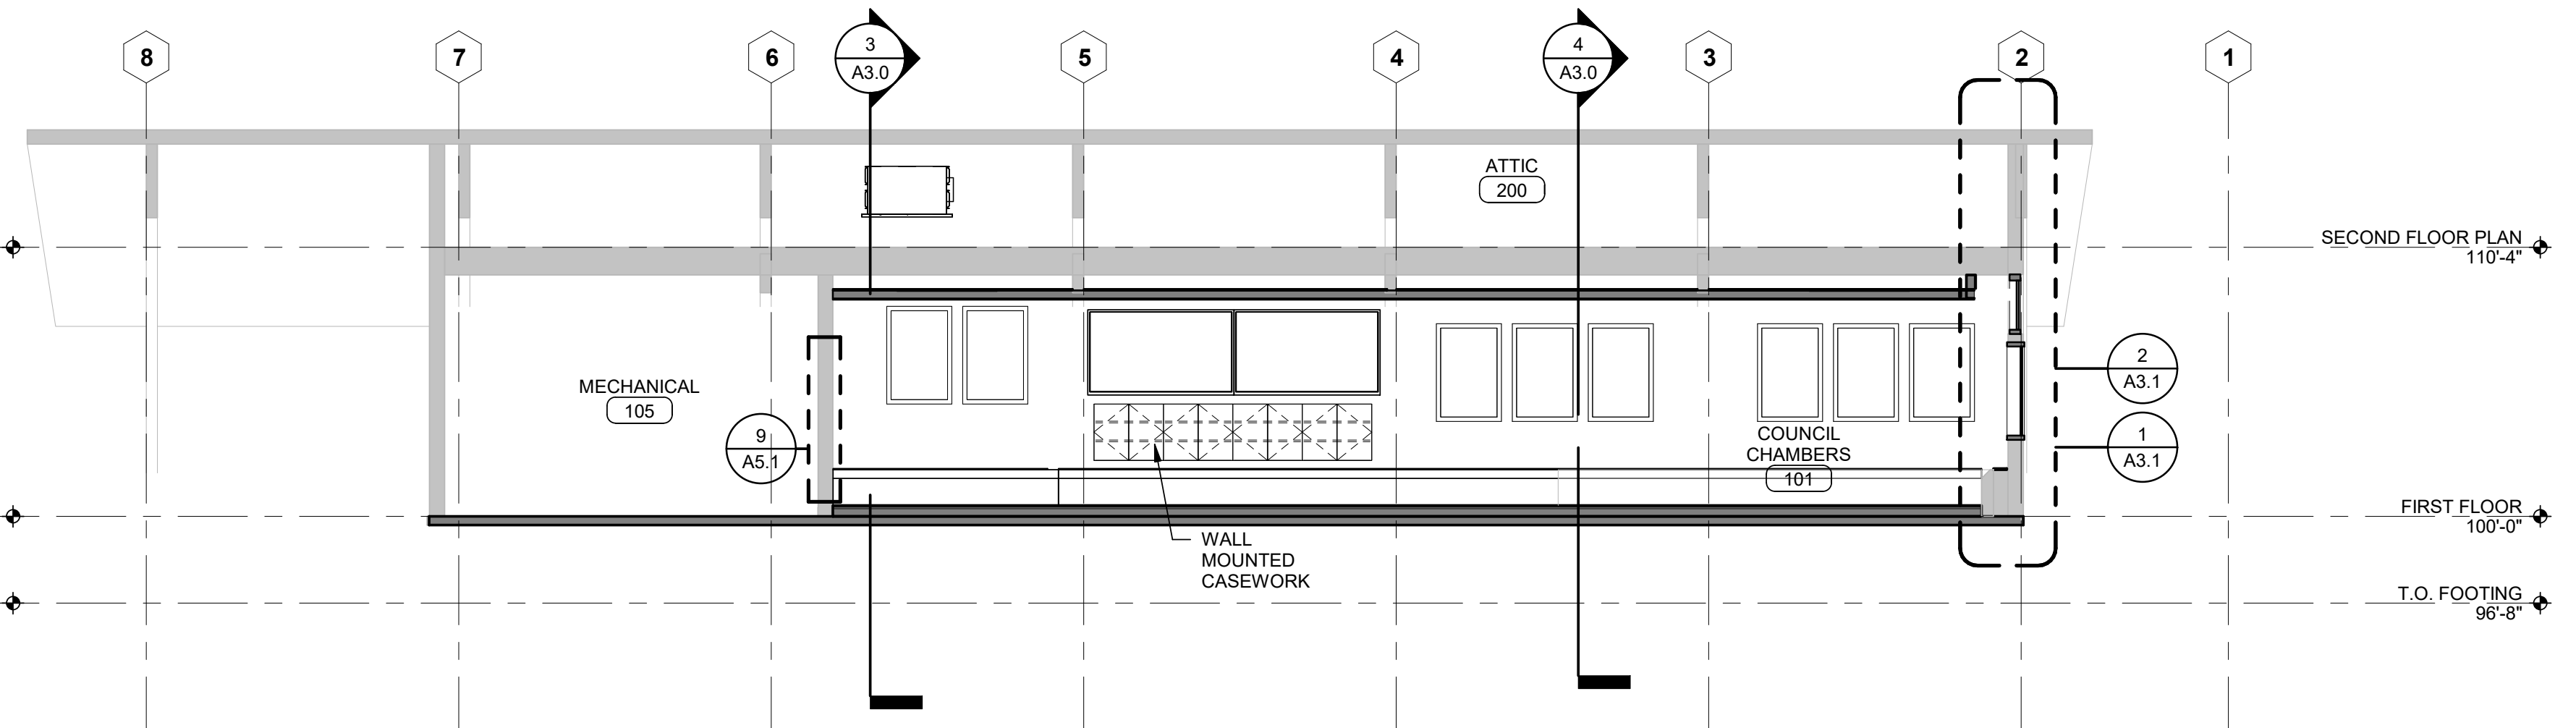 8
7
6
3
A3.0
5
4
4
A3.0
3
2
1
ATTIC
200
SECOND FLOOR PLAN
110'-4"
MECHANICAL
105
9
A5.1
2
A3.1
1
A3.1
COUNCIL
CHAMBERS
101
WALL
MOUNTED
CASEWORK
FIRST FLOOR
100'-0"
T.O. FOOTING
96'-8"